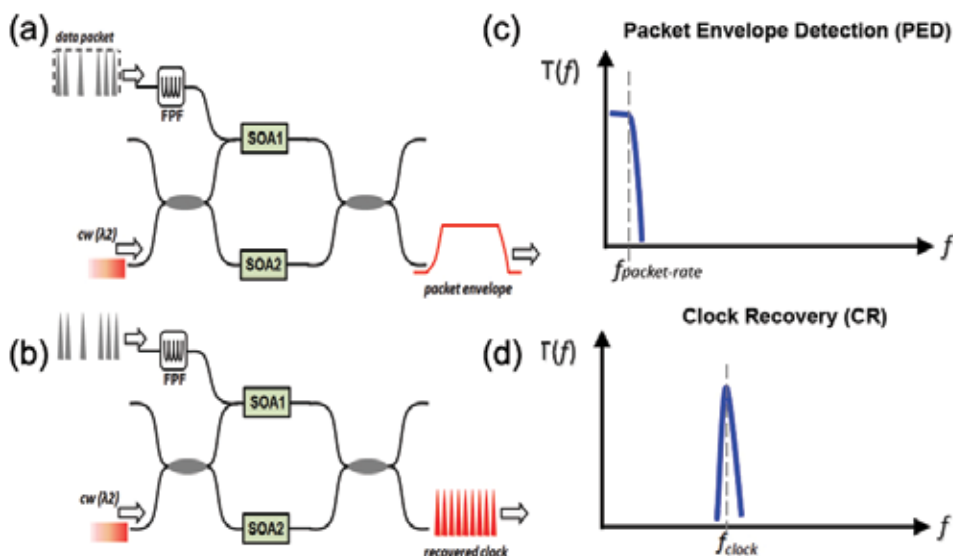 (a)
data packet
FPF
SOA1
cw (λ2)
SOA2
packet envelope
(b)
FPF
SOA1
cw (λ2)
SOA2
recovered clock
(c)
Packet Envelope Detection (PED)
T(f)
f
fpacket-rate
Clock Recovery (CR)
(d)
T(f)
f
fclock